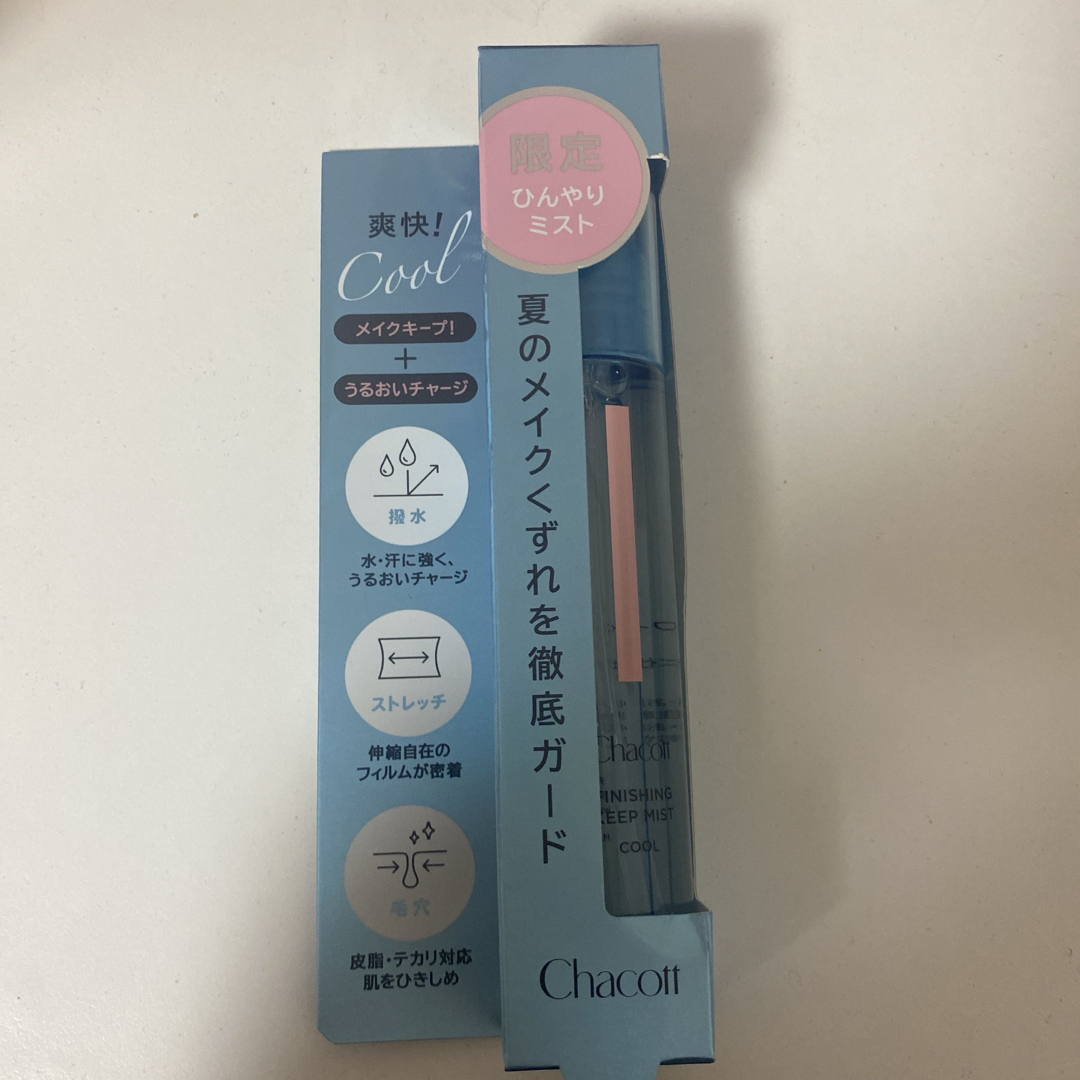 爽快!
Cool
メイクキープ!
+
うるおいチャージ
撥水
水・汗に強く、
うるおいチャージ
ストレッチ
伸縮自在の
フィルムが密着
毛穴
皮脂・テカリ対応
肌をひきしめ
限定
ひんやり
ミスト
夏のメイクくずれを徹底ガード
Chacott
FINISHING
KEEP MIST
COOL
Chacott